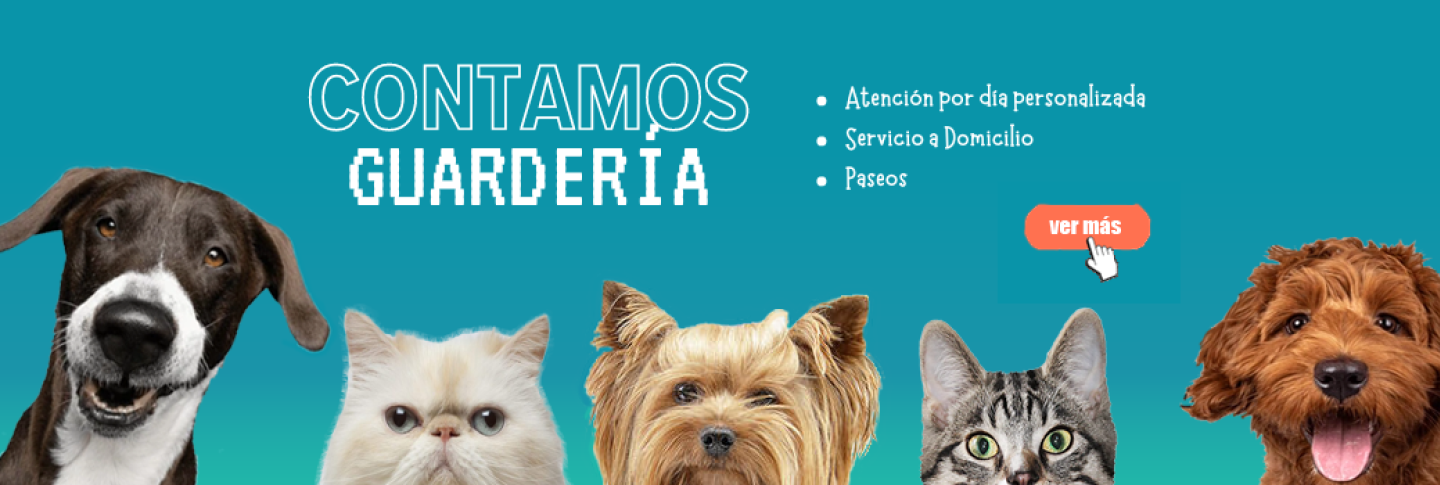 CONTAMOS
GUARDERÍA
• Atención por día personalizada
• Servicio a Domicilio
• Paseos
ver más